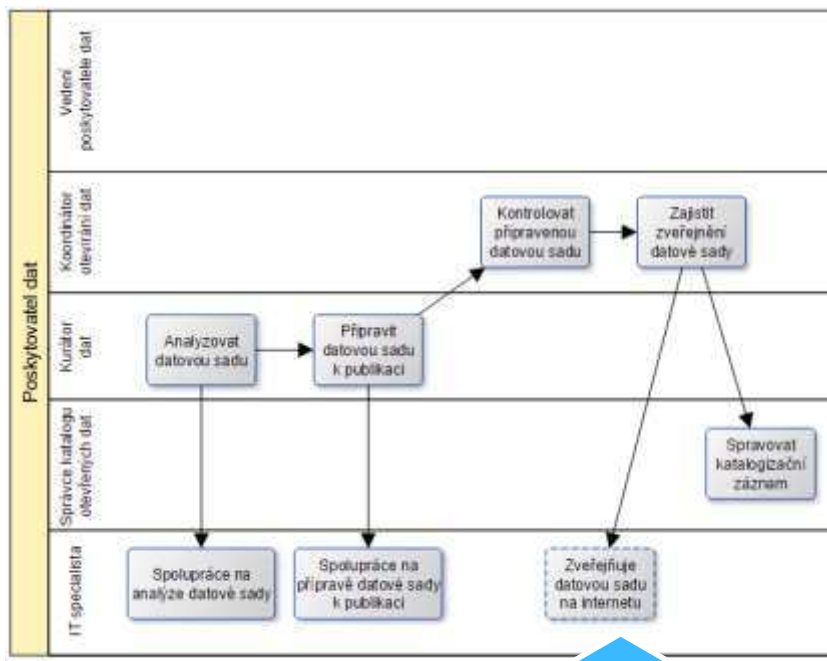 Poskytovatel dat
Vedení
poskytovatele dat
Koordinátor
otevírání dat
Kontrolovat
připravenou
datovou sadu
Zajistit
zveřejnění
datové sady
Kurátor
dat
Analyzovat
datovou sadu
Připravit
datovou sadu
k publikaci
Správce katalogu
otevřených dat
Spravovat
katalogizační
záznam
IT specialista
Spolupráce na
analýze datové sady
Spolupráce na
přípravě datové sady
k publikaci
Zveřejňuje
datovou sadu
na internetu